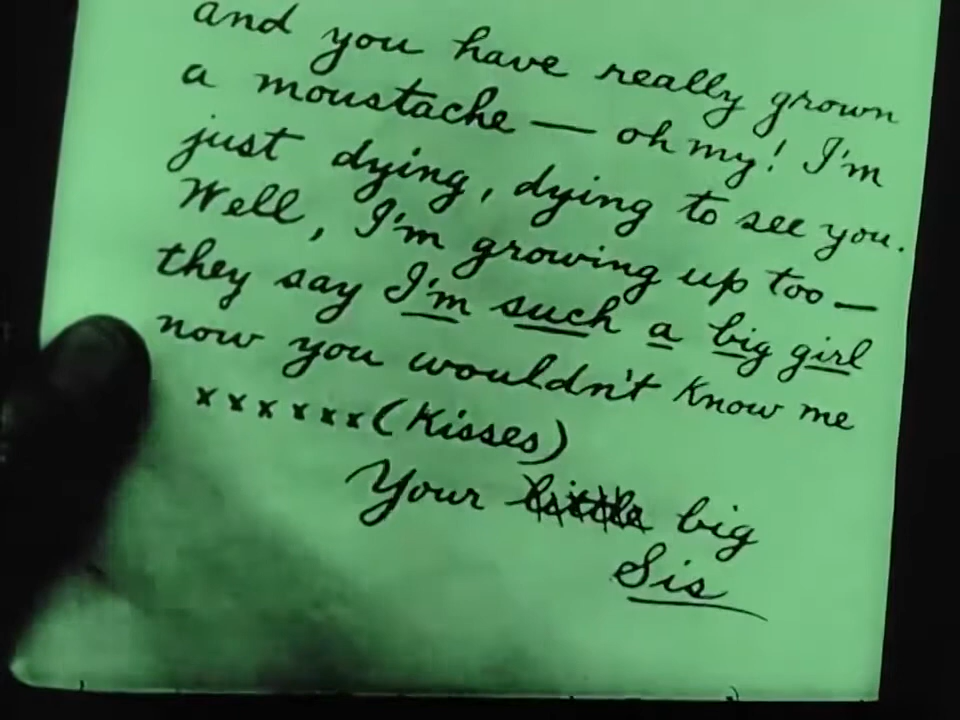 and you have really grown
a moustache — oh my! I'm
just dying, dying to see you.
Well, I'm growing up too —
they say I'm such a big girl
now you wouldn't know me
xxxxxx (Kisses)
Your little big
Sis